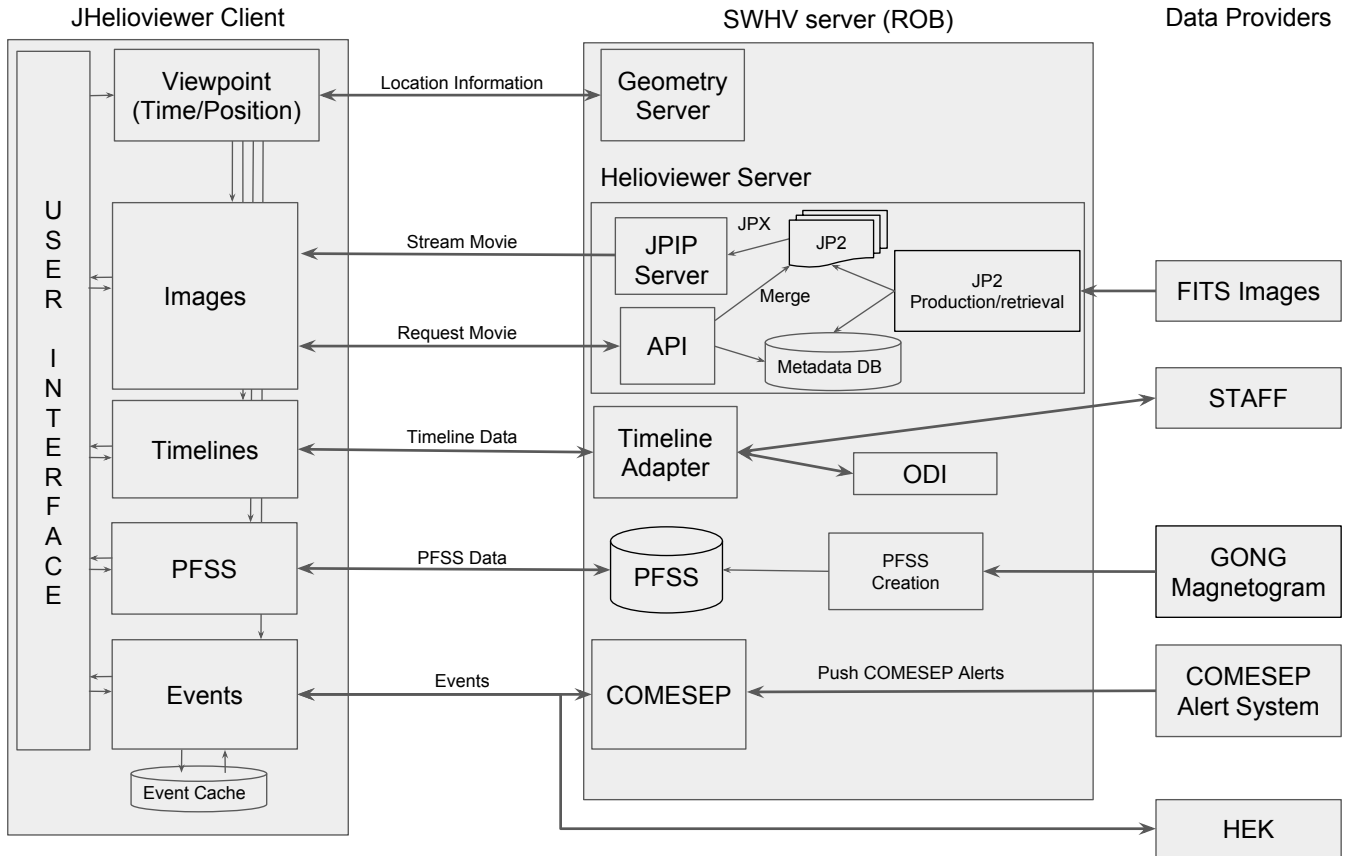 JHelioviewer Client
SWHV server (ROB)
Data Providers
USER INTERFACE
Viewpoint
(Time/Position)
Location Information
Geometry
Server
Helioviewer Server
Images
Stream Movie
JPIP
Server
JPX
JP2
Merge
JP2
Production/retrieval
FITS Images
Request Movie
API
Metadata DB
STAFF
Timelines
Timeline Data
Timeline
Adapter
ODI
PFSS
PFSS Data
PFSS
PFSS
Creation
GONG
Magnetogram
Events
Events
COMESEP
Push COMESEP Alerts
COMESEP
Alert System
Event Cache
HEK